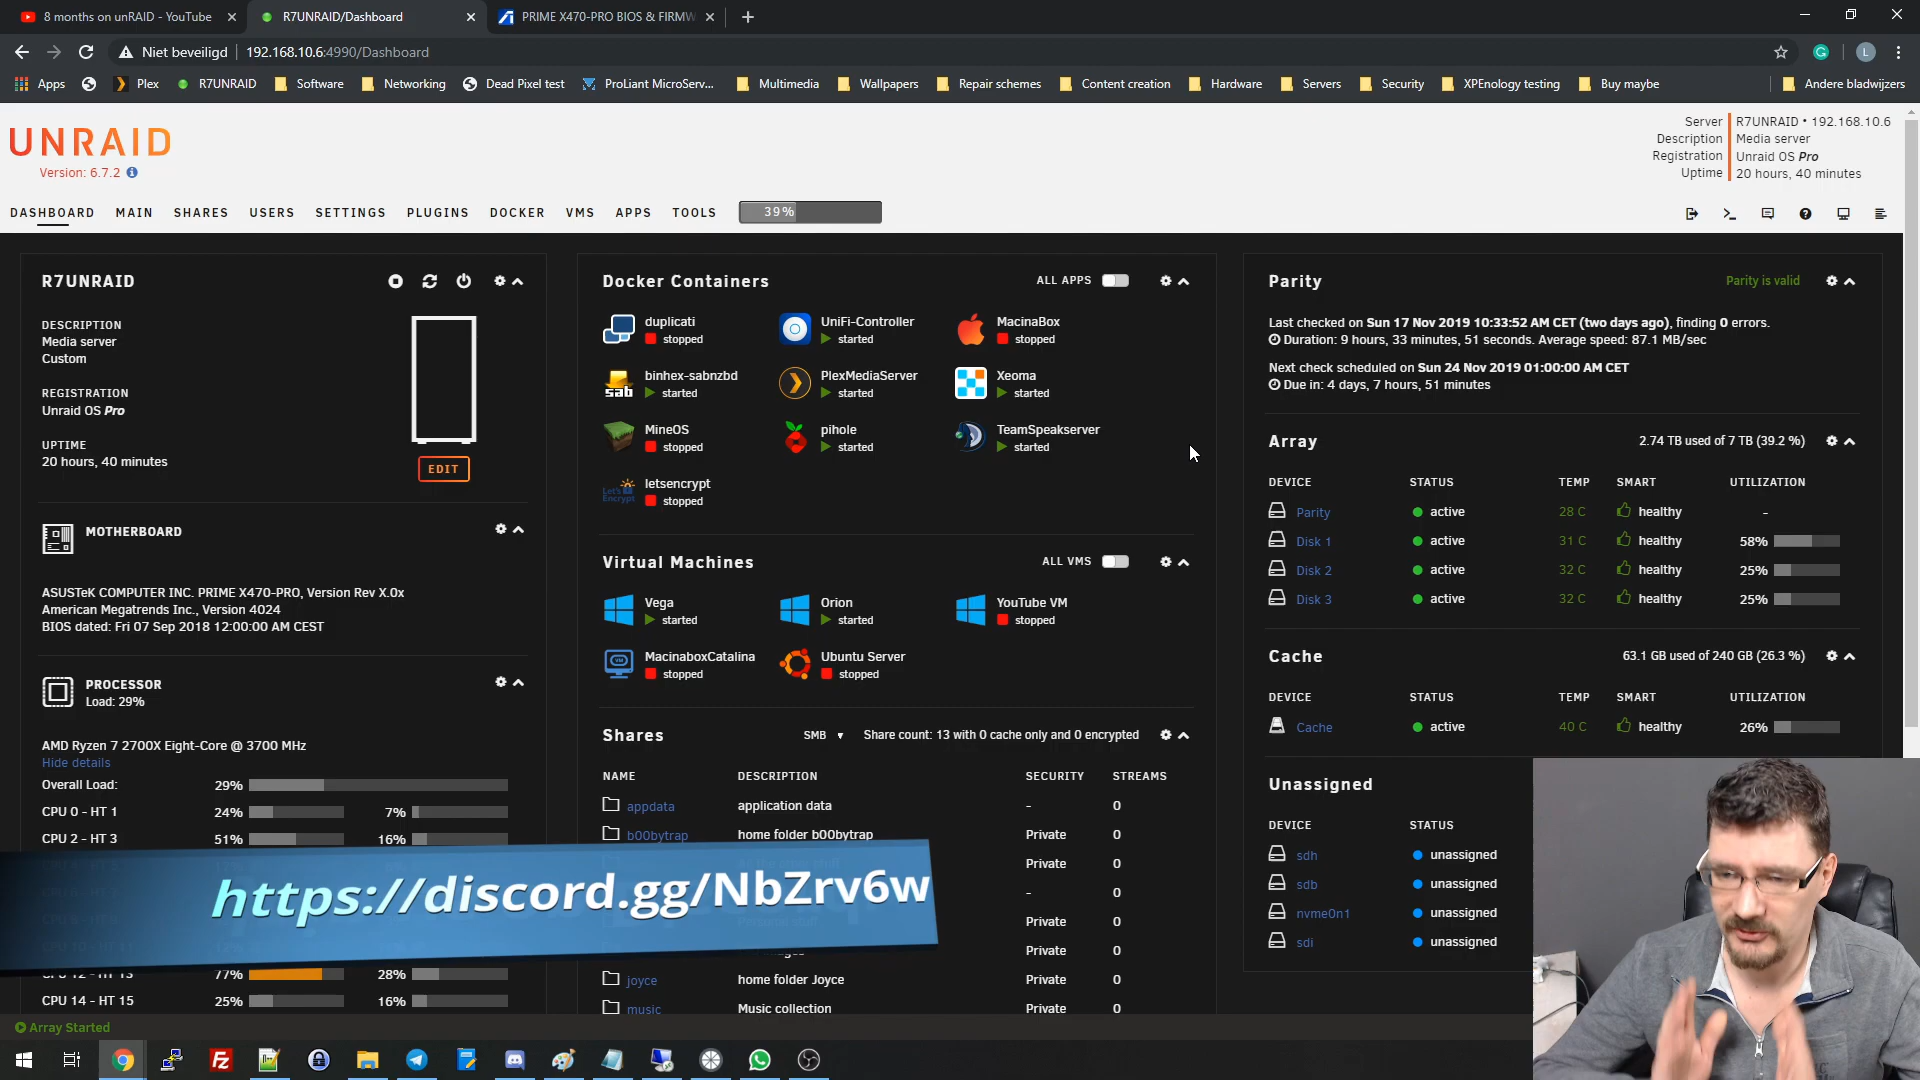 8 months on unRAID - YouTube
R7UNRAID/Dashboard
PRIME X470-PRO BIOS & FIRMW
Niet beveiligd
192.168.10.6:4990/Dashboard
Apps
Plex
R7UNRAID
Software
Networking
Dead Pixel test
ProLiant MicroServ...
Multimedia
Wallpapers
Repair schemes
Content creation
Hardware
Servers
Security
XPEnology testing
Buy maybe
Andere bladwijzers
UNRAID
Version: 6.7.2
Server R7UNRAID • 192.168.10.6
Description Media server
Registration Unraid OS Pro
Uptime 20 hours, 40 minutes
DASHBOARD MAIN SHARES USERS SETTINGS PLUGINS DOCKER VMS APPS TOOLS 39%
R7UNRAID
DESCRIPTION
Media server
Custom
REGISTRATION
Unraid OS Pro
UPTIME
20 hours, 40 minutes
EDIT
MOTHERBOARD
ASUSTeK COMPUTER INC. PRIME X470-PRO, Version Rev X.0x
American Megatrends Inc., Version 4024
BIOS dated: Fri 07 Sep 2018 12:00:00 AM CEST
PROCESSOR
Load: 29%
AMD Ryzen 7 2700X Eight-Core @ 3700 MHz
Hide details
Overall Load: 29%
CPU 0 - HT 1 24% 7%
CPU 2 - HT 3 51% 16%
CPU 12 - HT 13 77% 28%
CPU 14 - HT 15 25% 16%
Docker Containers ALL APPS
duplicati
stopped
UniFi-Controller
started
MacinaBox
stopped
sab
binhex-sabnzbd
started
PlexMediaServer
started
Xeoma
started
MineOS
stopped
pihole
started
TeamSpeakserver
started
Let's Encrypt
letsencrypt
stopped
Virtual Machines ALL VMS
Vega
started
Orion
started
YouTube VM
stopped
VM
MacinaboxCatalina
stopped
Ubuntu Server
stopped
Shares SMB Share count: 13 with 0 cache only and 0 encrypted
NAME DESCRIPTION SECURITY STREAMS
appdata application data - 0
b00bytrap home folder b00bytrap Private 0
Private 0
- 0
Private 0
Private 0
joyce home folder Joyce Private 0
music Music collection Private 0
Parity Parity is valid
Last checked on Sun 17 Nov 2019 10:33:52 AM CET (two days ago), finding 0 errors.
Duration: 9 hours, 33 minutes, 51 seconds. Average speed: 87.1 MB/sec
Next check scheduled on Sun 24 Nov 2019 01:00:00 AM CET
Due in: 4 days, 7 hours, 51 minutes
Array 2.74 TB used of 7 TB (39.2 %)
DEVICE STATUS TEMP SMART UTILIZATION
Parity active 28 C healthy -
Disk 1 active 31 C healthy 58%
Disk 2 active 32 C healthy 25%
Disk 3 active 32 C healthy 25%
Cache 63.1 GB used of 240 GB (26.3 %)
DEVICE STATUS TEMP SMART UTILIZATION
Cache active 40 C healthy 26%
Unassigned
DEVICE STATUS
sdh unassigned
sdb unassigned
nvme0n1 unassigned
sdi unassigned
https://discord.gg/NbZrv6w
Array Started